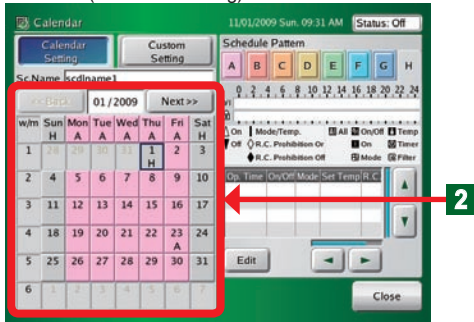 Calendar 11/01/2009 Sun. 09:31 AM Status: Off
Calendar Setting Custom Setting
Sc.Name scdlname1
01 / 2009 Next>>
w/m Sun Mon Tue Wed Thu Fri Sat
H A A A A A H
1 28 29 30 31 1 2 3
H
2 4 5 6 7 8 9 10
3 11 12 13 14 15 16 17
4 18 19 20 21 22 23 24
A
5 25 26 27 28 29 30 31
6 1 2 3 4 5 6 7
Schedule Pattern
A B C D E F G H
0 2 4 6 8 10 12 14 16 18 20 22 24
On Mode/Temp. All On/Off Temp
Off R.C. Prohibition Or On Timer
R.C. Prohibition Off Mode Filter
Op. Time On/Off Mode Set Temp R.C.
Edit
Close
2